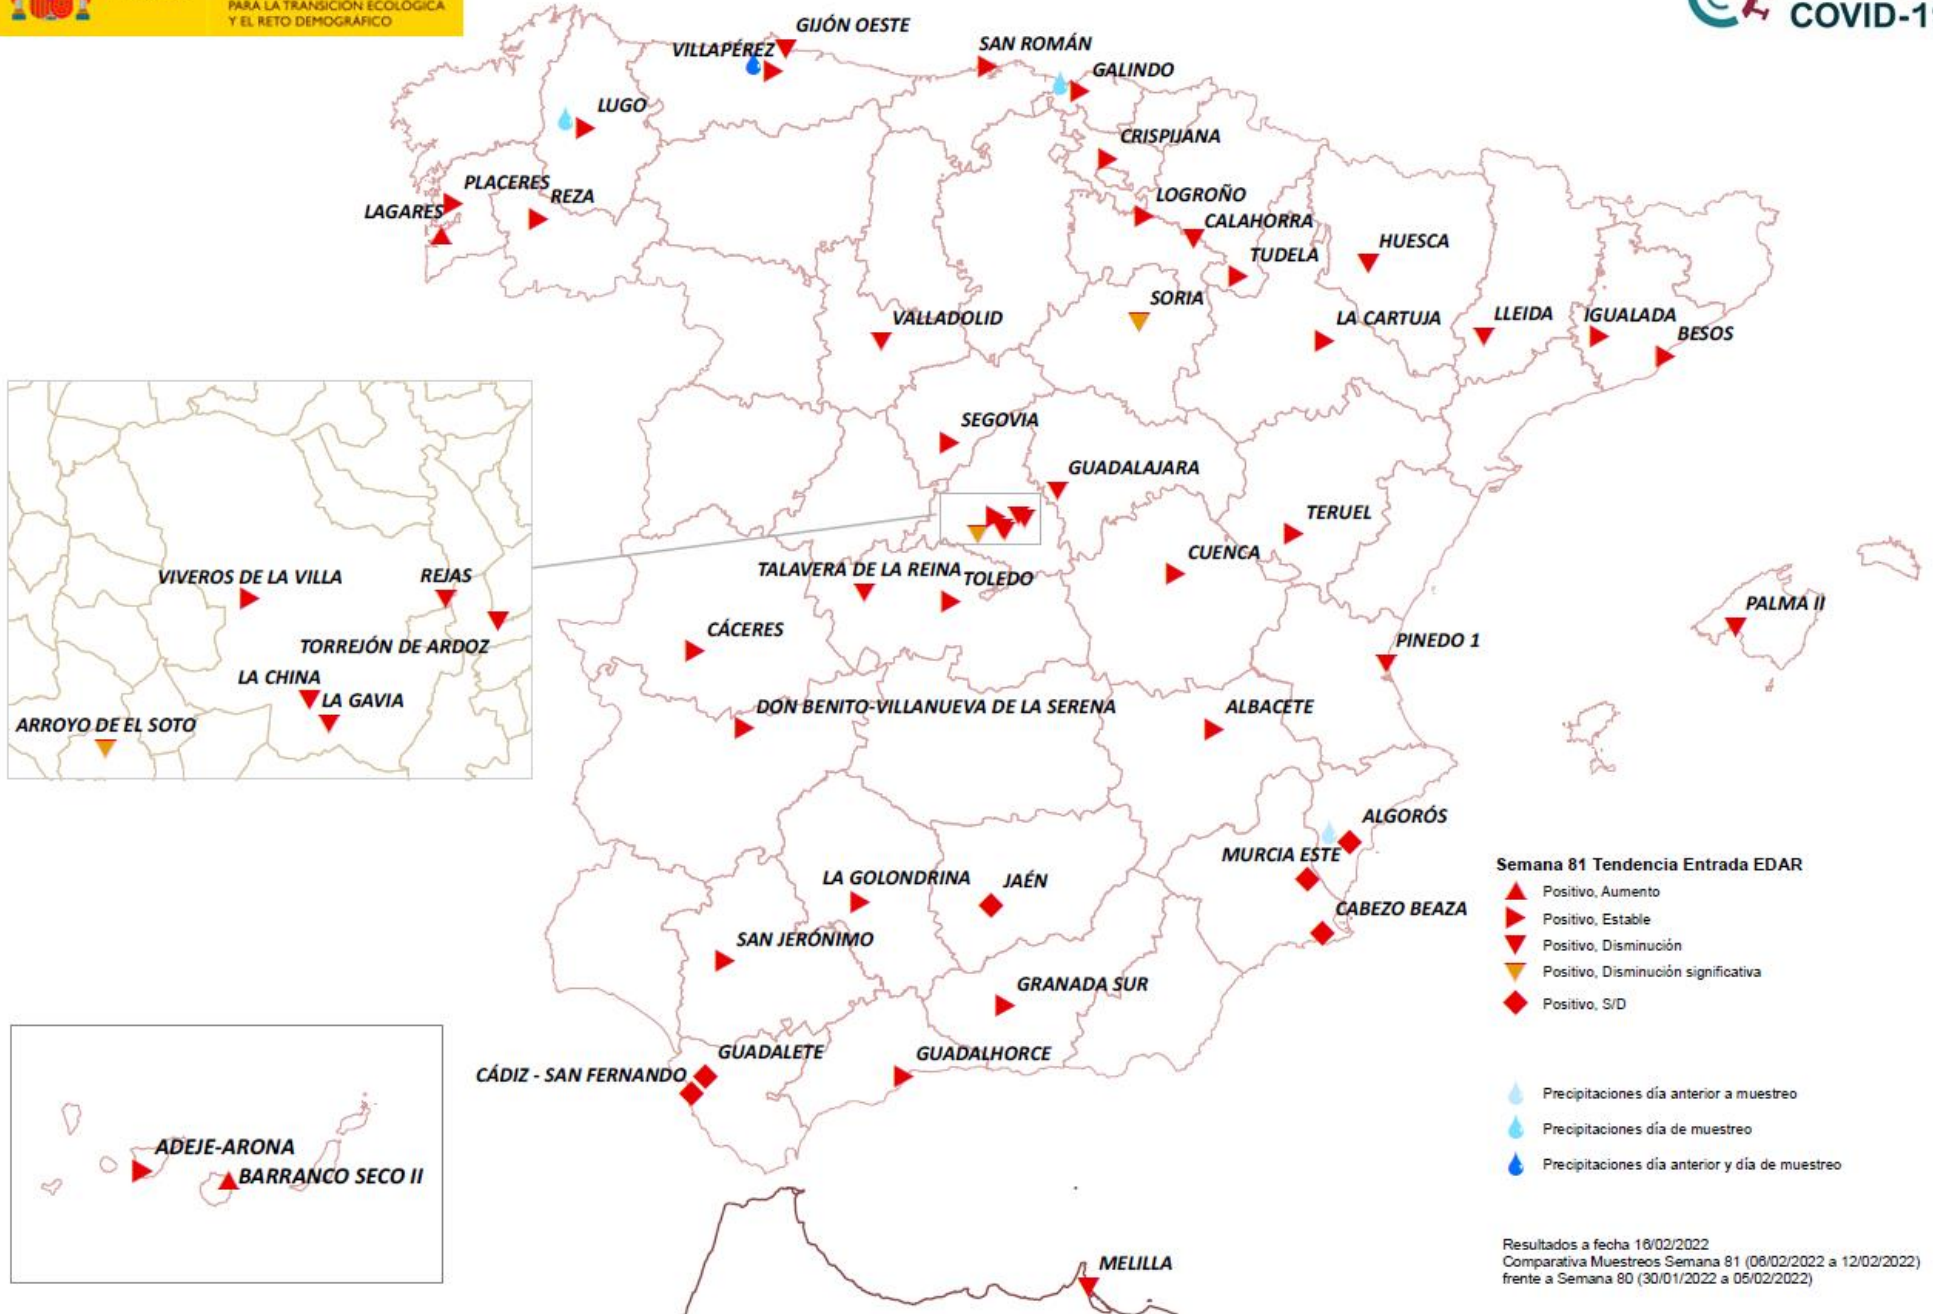 PARA LA TRANSICIÓN ECOLÓGICA
Y EL RETO DEMOGRÁFICO
COVID-1
GIJÓN OESTE
VILLAPÉREZ
SAN ROMÁN
GALINDO
LUGO
CRISPIJANA
PLACERES
REZA
LAGARES
LOGROÑO
CALAHORRA
TUDELA
HUESCA
SORIA
VALLADOLID
LA CARTUJA
LLEIDA
IGUALADA
BESOS
SEGOVIA
GUADALAJARA
TERUEL
CUENCA
TALAVERA DE LA REINA
TOLEDO
VIVEROS DE LA VILLA
REJAS
TORREJÓN DE ARDOZ
LA CHINA
LA GAVIA
ARROYO DE EL SOTO
CÁCERES
PALMA II
PINEDO 1
DON BENITO-VILLANUEVA DE LA SERENA
ALBACETE
ALGORÓS
MURCIA ESTE
LA GOLONDRINA
JAÉN
CABEZO BEAZA
SAN JERÓNIMO
GRANADA SUR
GUADALETE
CÁDIZ - SAN FERNANDO
GUADALHORCE
ADEJE-ARONA
BARRANCO SECO II
MELILLA
Semana 81 Tendencia Entrada EDAR
Positivo, Aumento
Positivo, Estable
Positivo, Disminución
Positivo, Disminución significativa
Positivo, S/D
Precipitaciones día anterior a muestreo
Precipitaciones día de muestreo
Precipitaciones día anterior y día de muestreo
Resultados a fecha 16/02/2022
Comparativa Muestreos Semana 81 (06/02/2022 a 12/02/2022)
frente a Semana 80 (30/01/2022 a 05/02/2022)